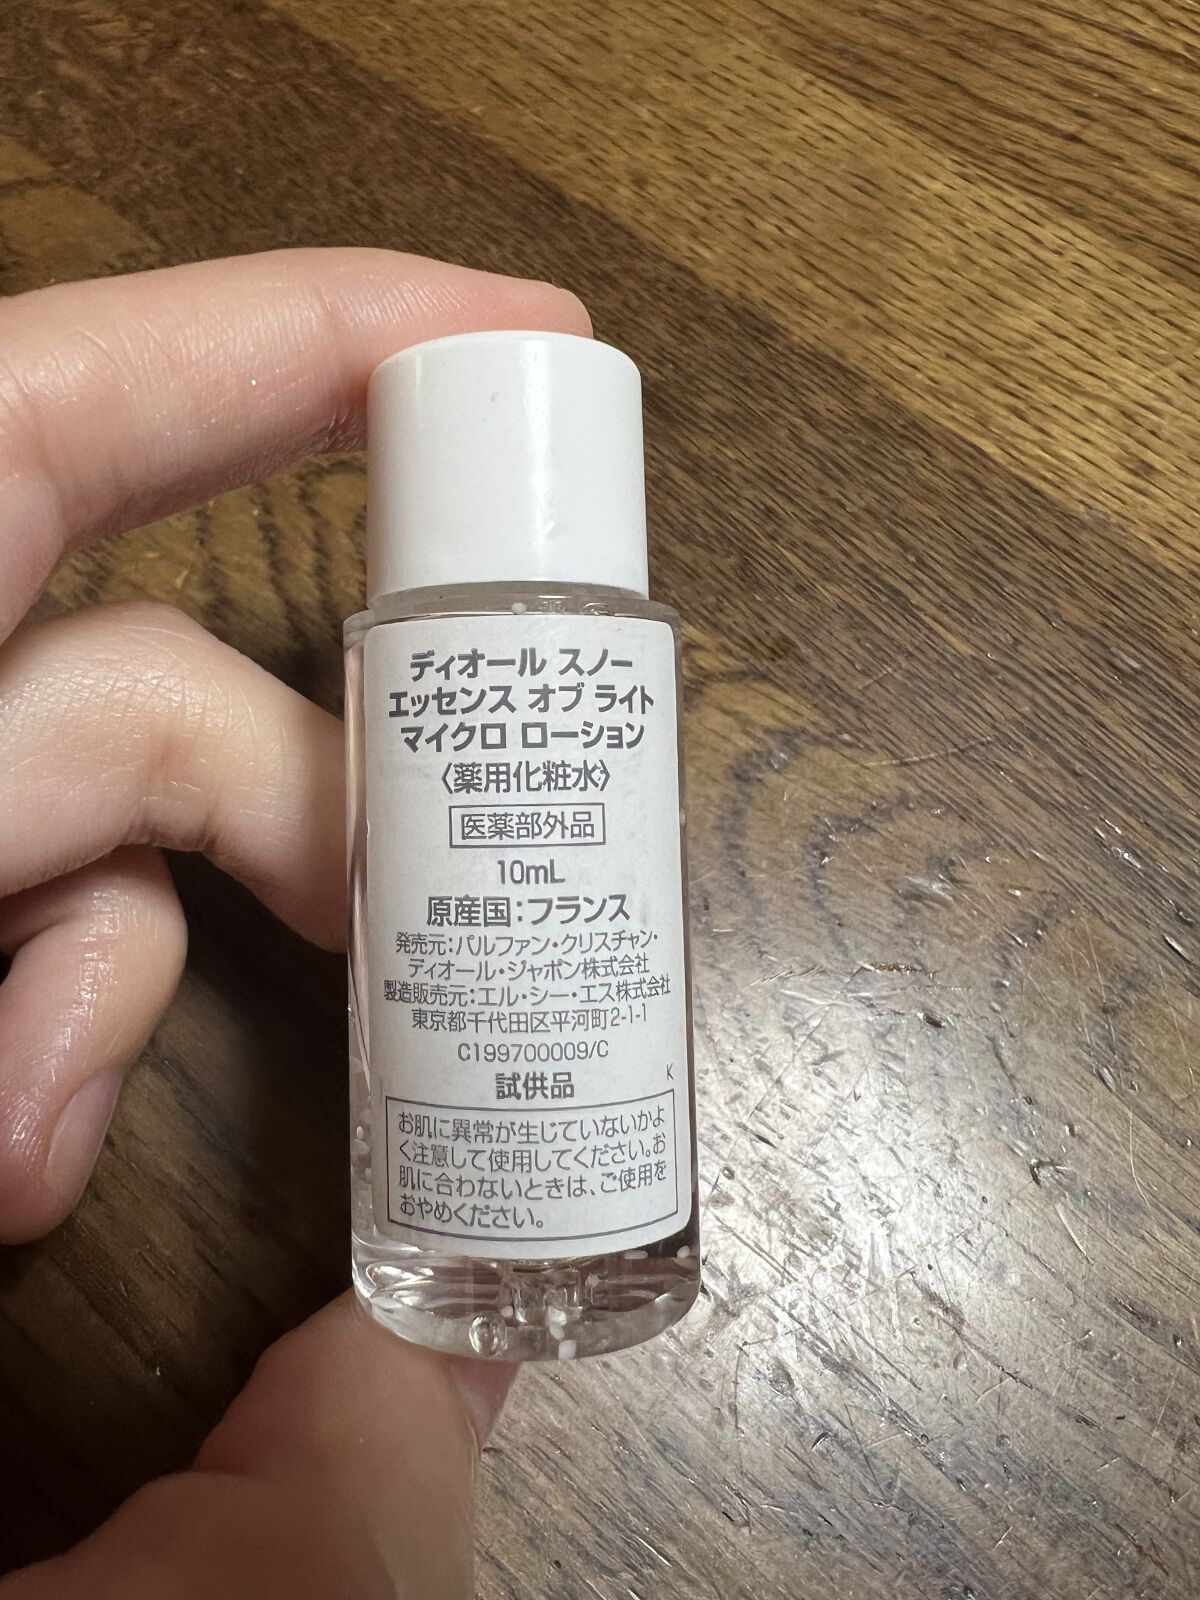 ディオール スノー
エッセンス オブ ライト
マイクロ ローション
〈薬用化粧水〉
医薬部外品
10mL
原産国：フランス
発売元：パルファン・クリスチャン・
ディオール・ジャポン株式会社
製造販売元：エル・シー・エス株式会社
東京都千代田区平河町2-1-1
C199700009/C
試供品
K
お肌に異常が生じていないかよ
く注意して使用してください。お
肌に合わないときは、ご使用を
おやめください。